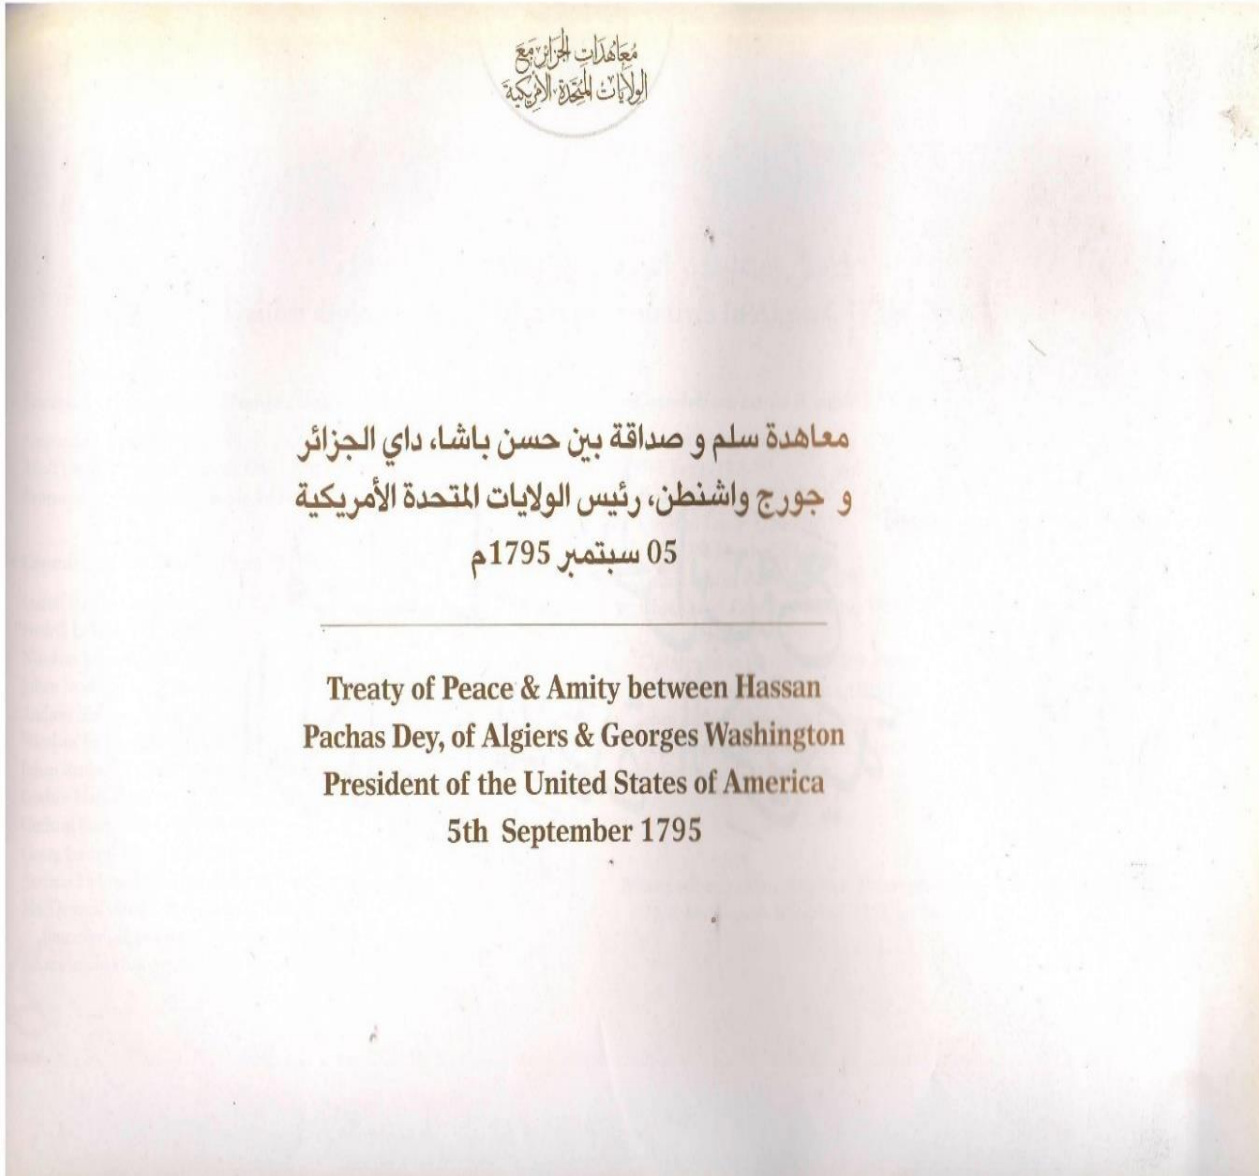 معاهدات الجزائر مع
الولايات المتحدة الأمريكية
معاهدة سلم و صداقة بين حسن باشا، داي الجزائر
و جورج واشنطن، رئيس الولايات المتحدة الأمريكية
05 سبتمبر 1795م
Treaty of Peace & Amity between Hassan
Pachas Dey, of Algiers & Georges Washington
President of the United States of America
5th September 1795